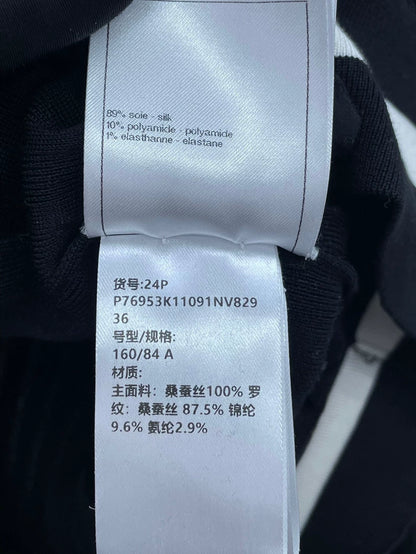 89% soie - silk
10% polyamide - polyamide
1% elasthanne - elastane
货号:24P
P76953K11091NV829
36
号型/规格:
160/84 A
材质:
主面料: 桑蚕丝100% 罗
纹: 桑蚕丝 87.5% 锦纶
9.6% 氨纶2.9%